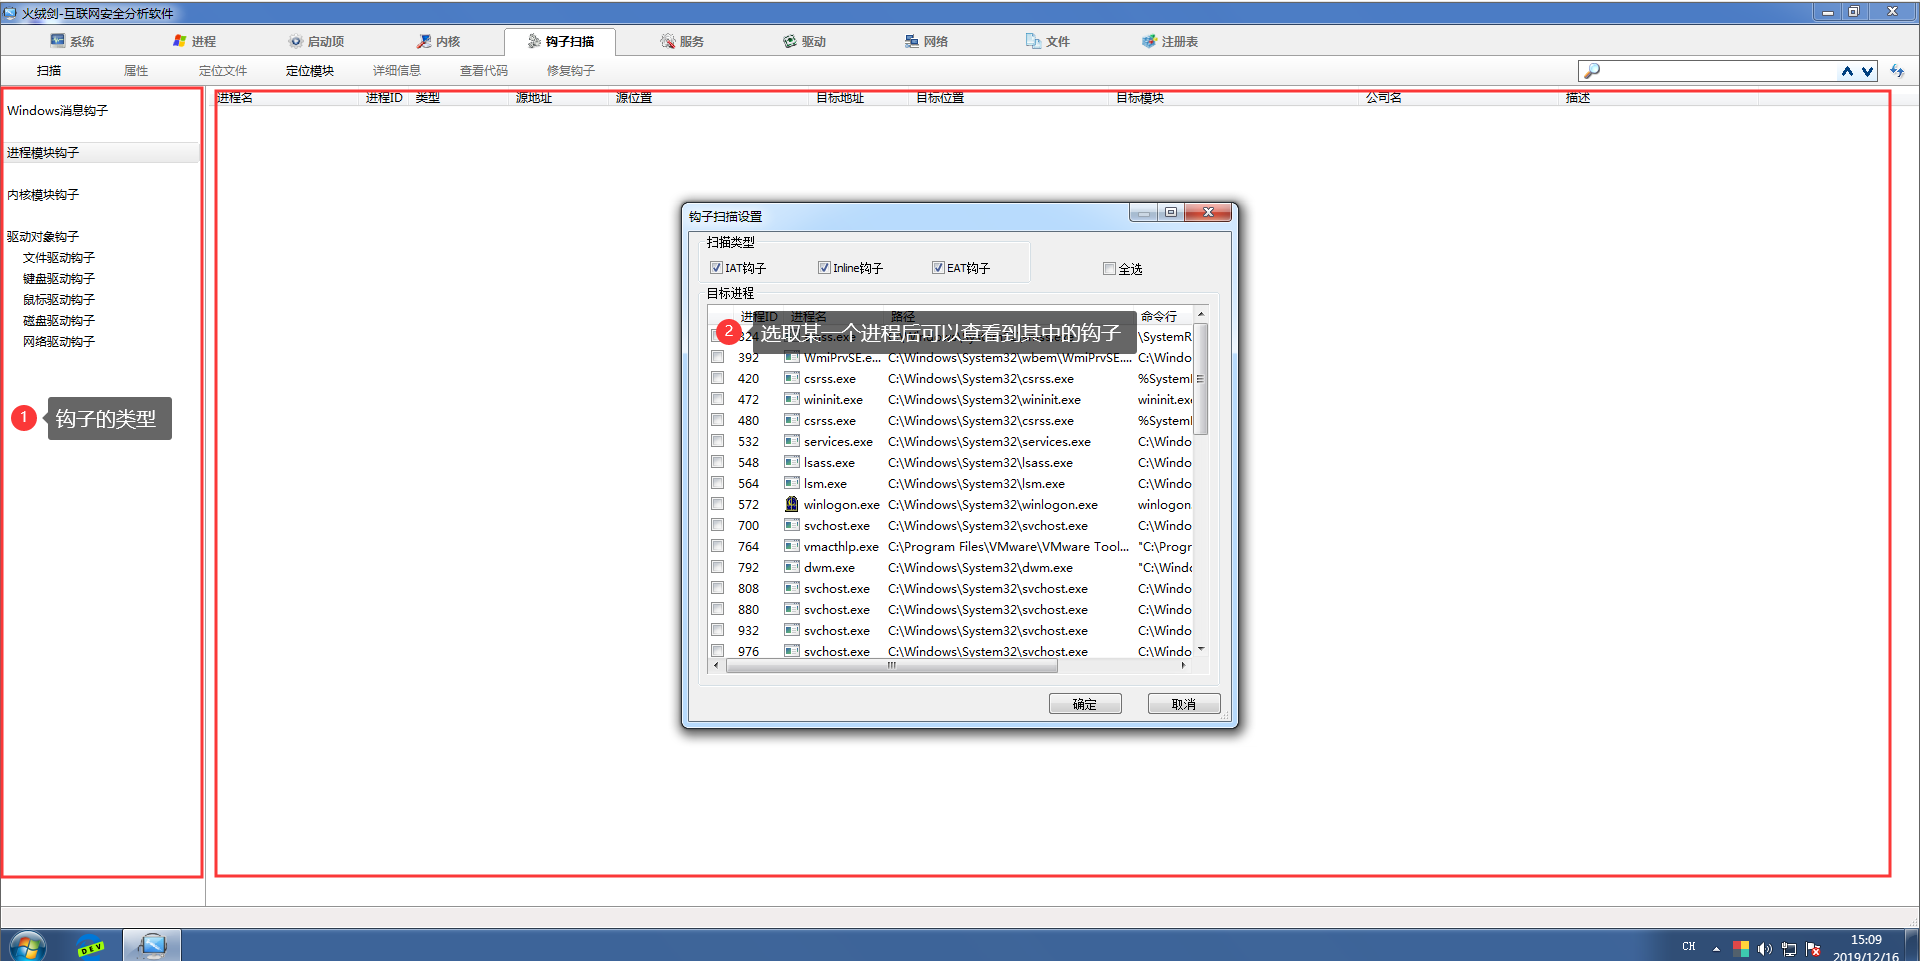 火绒剑-互联网安全分析软件
系统 进程 启动项 内核 钩子扫描 服务 驱动 网络 文件 注册表
扫描 属性 定位文件 定位模块 详细信息 查看代码 修复钩子
进程名 进程ID 类型 源地址 源位置 目标地址 目标位置 目标模块 公司名 描述
Windows消息钩子
进程模块钩子
内核模块钩子
驱动对象钩子
文件驱动钩子
键盘驱动钩子
鼠标驱动钩子
磁盘驱动钩子
网络驱动钩子
1 钩子的类型
钩子扫描设置
扫描类型
IAT钩子 Inline钩子 EAT钩子 全选
目标进程
进程ID 进程名 路径 命令行
2 选取某一个进程后可以查看到其中的钩子
\SystemR
392 WmiPrvSE.e... C:\Windows\System32\wbem\WmiPrvSE.... C:\Windo
420 csrss.exe C:\Windows\System32\csrss.exe %System
472 wininit.exe C:\Windows\System32\wininit.exe wininit.ex
480 csrss.exe C:\Windows\System32\csrss.exe %System
532 services.exe C:\Windows\System32\services.exe C:\Windo
548 lsass.exe C:\Windows\System32\lsass.exe C:\Windo
564 lsm.exe C:\Windows\System32\lsm.exe C:\Windo
572 winlogon.exe C:\Windows\System32\winlogon.exe winlogon
700 svchost.exe C:\Windows\System32\svchost.exe C:\Windo
764 vmacthlp.exe C:\Program Files\VMware\VMware Tool... "C:\Progr
792 dwm.exe C:\Windows\System32\dwm.exe "C:\Windo
808 svchost.exe C:\Windows\System32\svchost.exe C:\Windo
880 svchost.exe C:\Windows\System32\svchost.exe C:\Windo
932 svchost.exe C:\Windows\System32\svchost.exe C:\Windo
976 svchost.exe C:\Windows\System32\svchost.exe C:\Windo
确定 取消
DEV
CH
15:09
2019/12/16